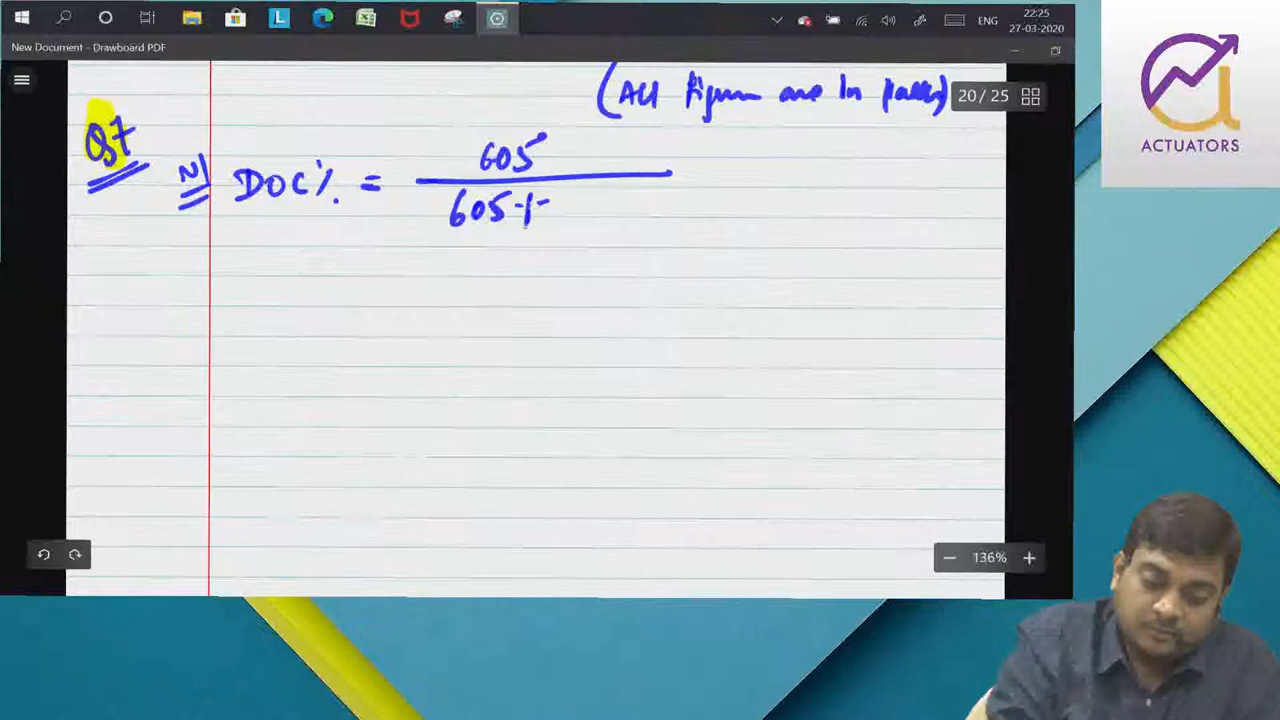 22:25
ENG
27-03-2020
New Document - Drawboard PDF
(All figures are in 20 / 25
Q7
N1 DOC% = 605
605+
136%
ACTUATORS